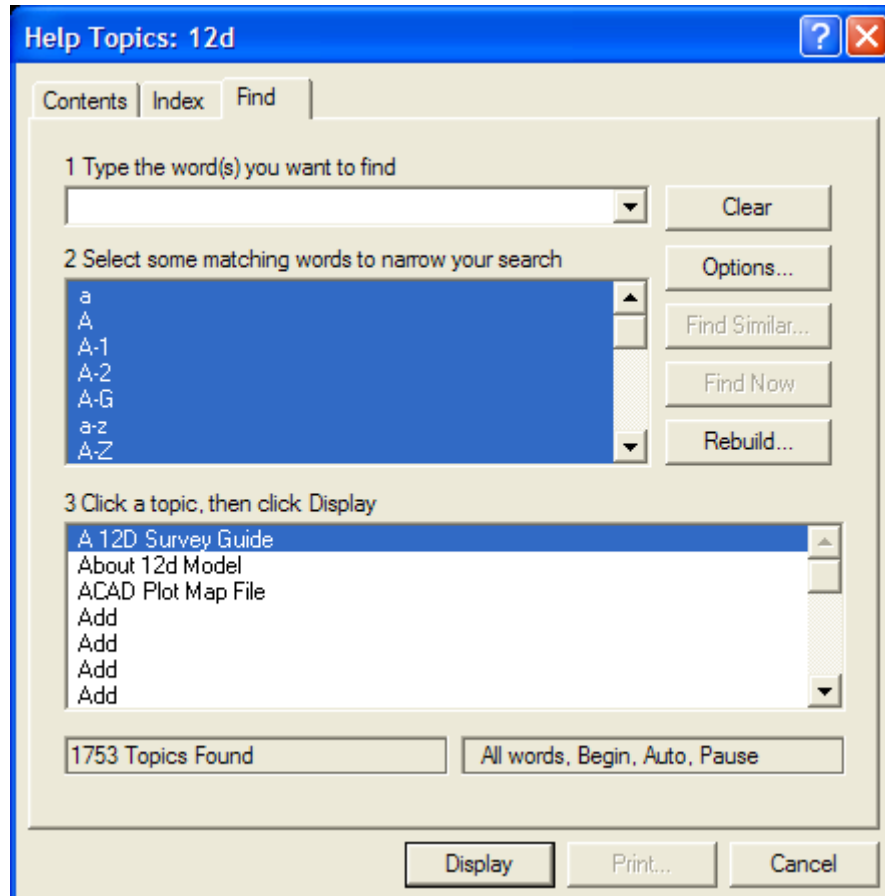 Help Topics: 12d
Contents Index Find
1 Type the word(s) you want to find
Clear
2 Select some matching words to narrow your search
Options...
a
A
A-1
A-2
A-G
a-z
A-Z
Find Similar...
Find Now
Rebuild...
3 Click a topic, then click Display
A 12D Survey Guide
About 12d Model
ACAD Plot Map File
Add
Add
Add
Add
1753 Topics Found
All words, Begin, Auto, Pause
Display Print... Cancel